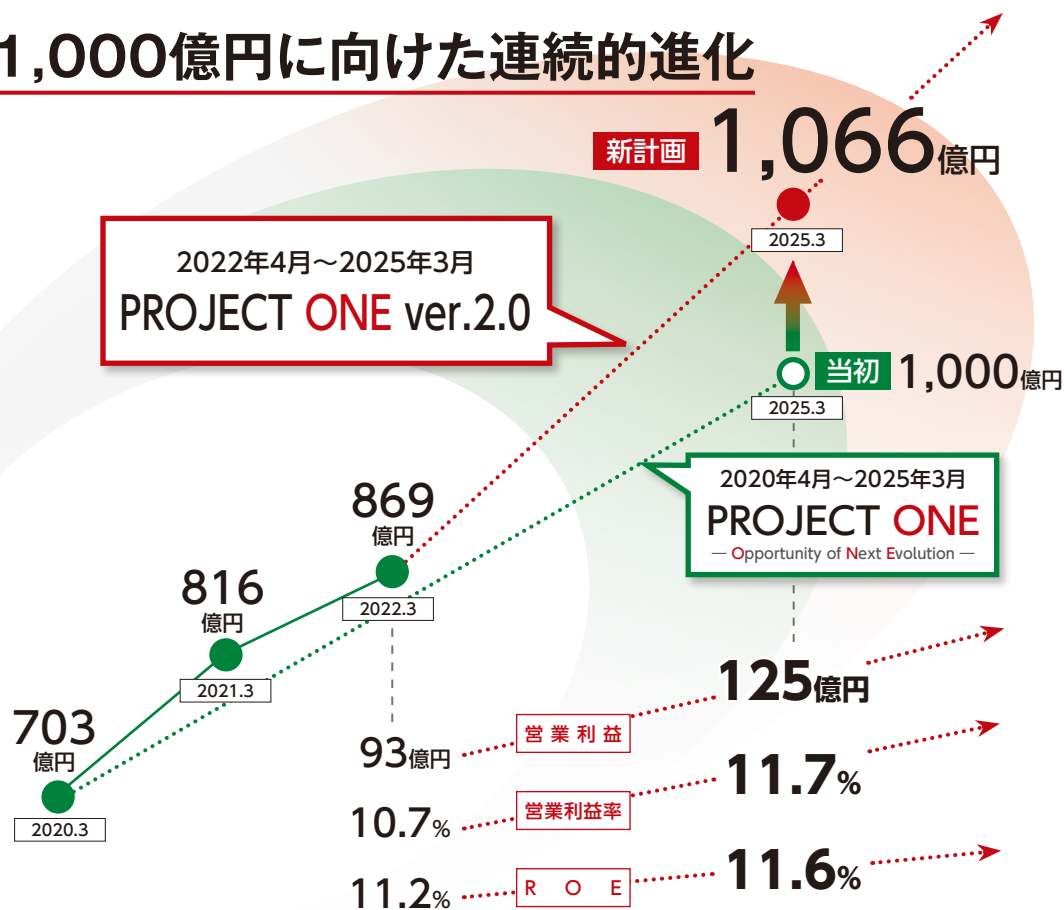 1,000億円に向けた連続的進化
新計画 1,066億円
2025.3
2022年4月～2025年3月
PROJECT ONE ver.2.0
当初 1,000億円
2025.3
2020年4月～2025年3月
PROJECT ONE
― Opportunity of Next Evolution ―
869
億円
2022.3
816
億円
2021.3
703
億円
2020.3
93億円 営業利益 125億円
10.7% 営業利益率 11.7%
11.2% ROE 11.6%